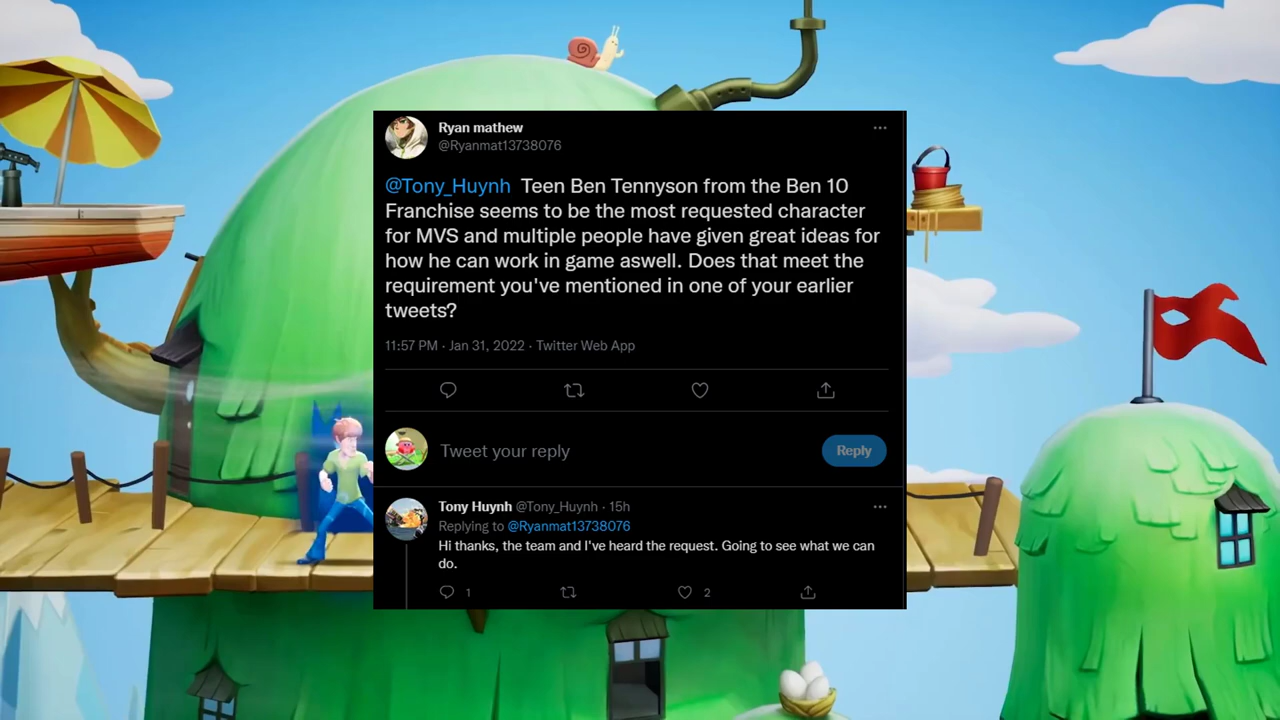 Ryan mathew
@Ryanmat13738076
@Tony_Huynh Teen Ben Tennyson from the Ben 10
Franchise seems to be the most requested character
for MVS and multiple people have given great ideas for
how he can work in game aswell. Does that meet the
requirement you've mentioned in one of your earlier
tweets?
11:57 PM · Jan 31, 2022 · Twitter Web App
Tweet your reply
Reply
Tony Huynh @Tony_Huynh · 15h
Replying to @Ryanmat13738076
Hi thanks, the team and I've heard the request. Going to see what we can
do.
1
2